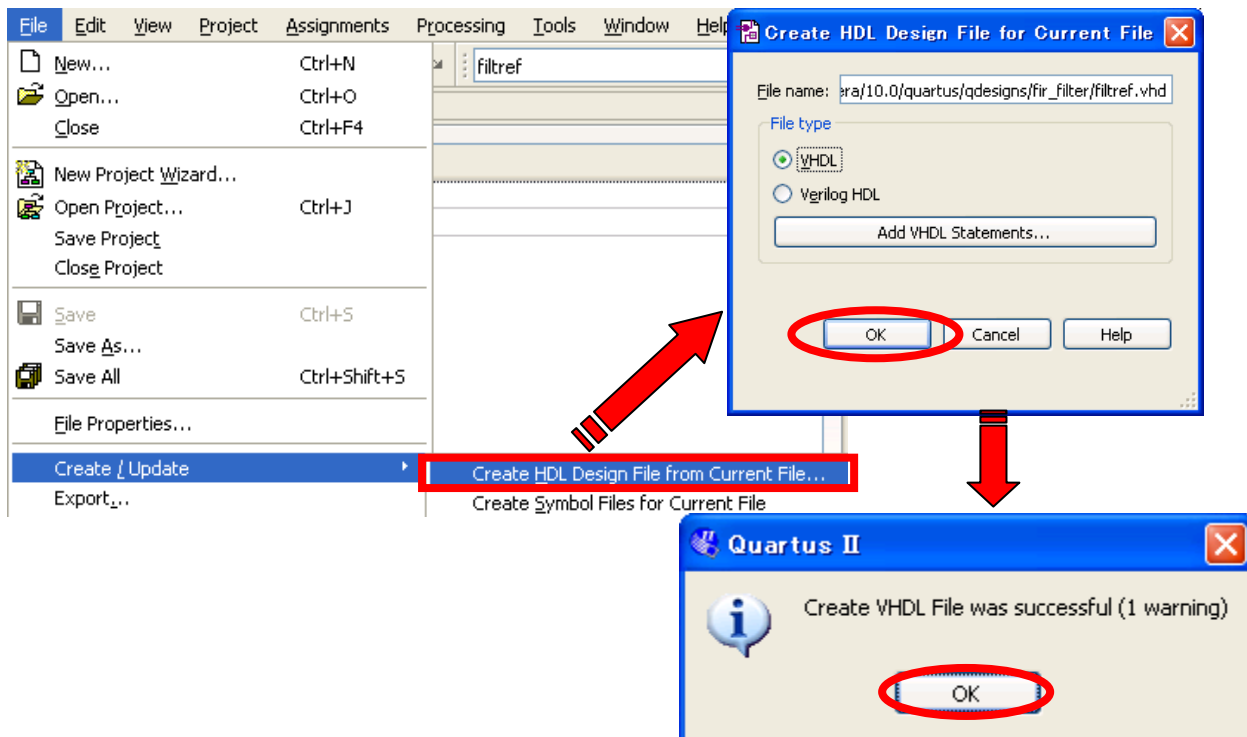 File Edit View Project Assignments Processing Tools Window Help
New... Ctrl+N
Open... Ctrl+O
Close Ctrl+F4
New Project Wizard...
Open Project... Ctrl+J
Save Project
Close Project
Save Ctrl+S
Save As...
Save All Ctrl+Shift+S
File Properties...
Create / Update
Export...
filtref
Create HDL Design File from Current File...
Create Symbol Files for Current File
Create HDL Design File for Current File
File name: era/10.0/quartus/qdesigns/fir_filter/filtref.vhd
File type
VHDL
Verilog HDL
Add VHDL Statements...
OK Cancel Help
Quartus II
Create VHDL File was successful (1 warning)
OK